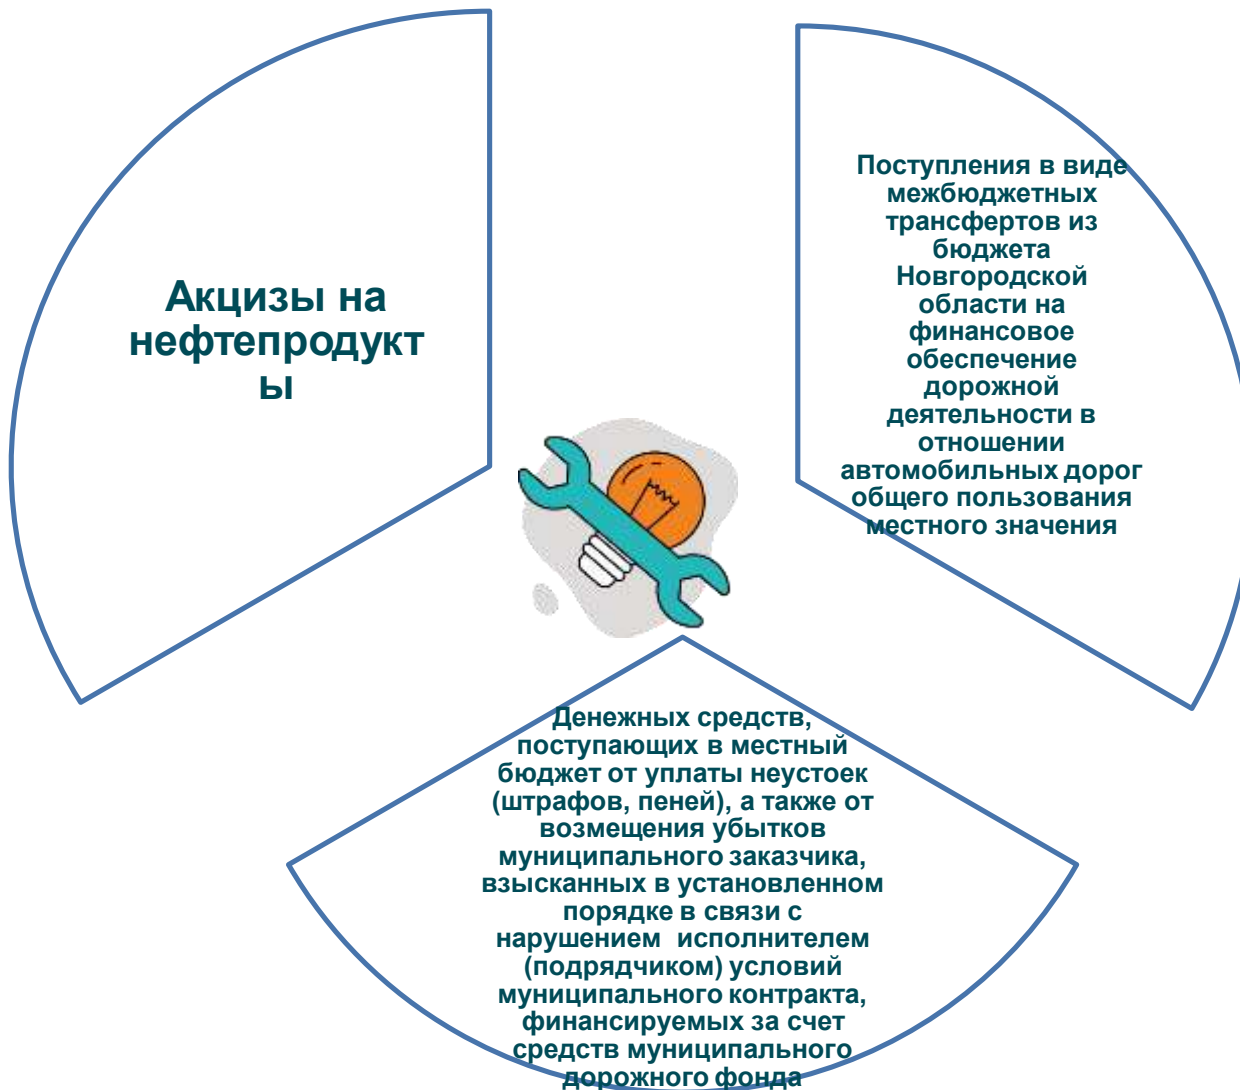 Акцизы на
нефтепродукт
ы
Поступления в виде
межбюджетных
трансфертов из
бюджета
Новгородской
области на
финансовое
обеспечение
дорожной
деятельности в
отношении
автомобильных дорог
общего пользования
местного значения
Денежных средств,
поступающих в местный
бюджет от уплаты неустоек
(штрафов, пеней), а также от
возмещения убытков
муниципального заказчика,
взысканных в установленном
порядке в связи с
нарушением  исполнителем
(подрядчиком) условий
муниципального контракта,
финансируемых за счет
средств муниципального
дорожного фонда